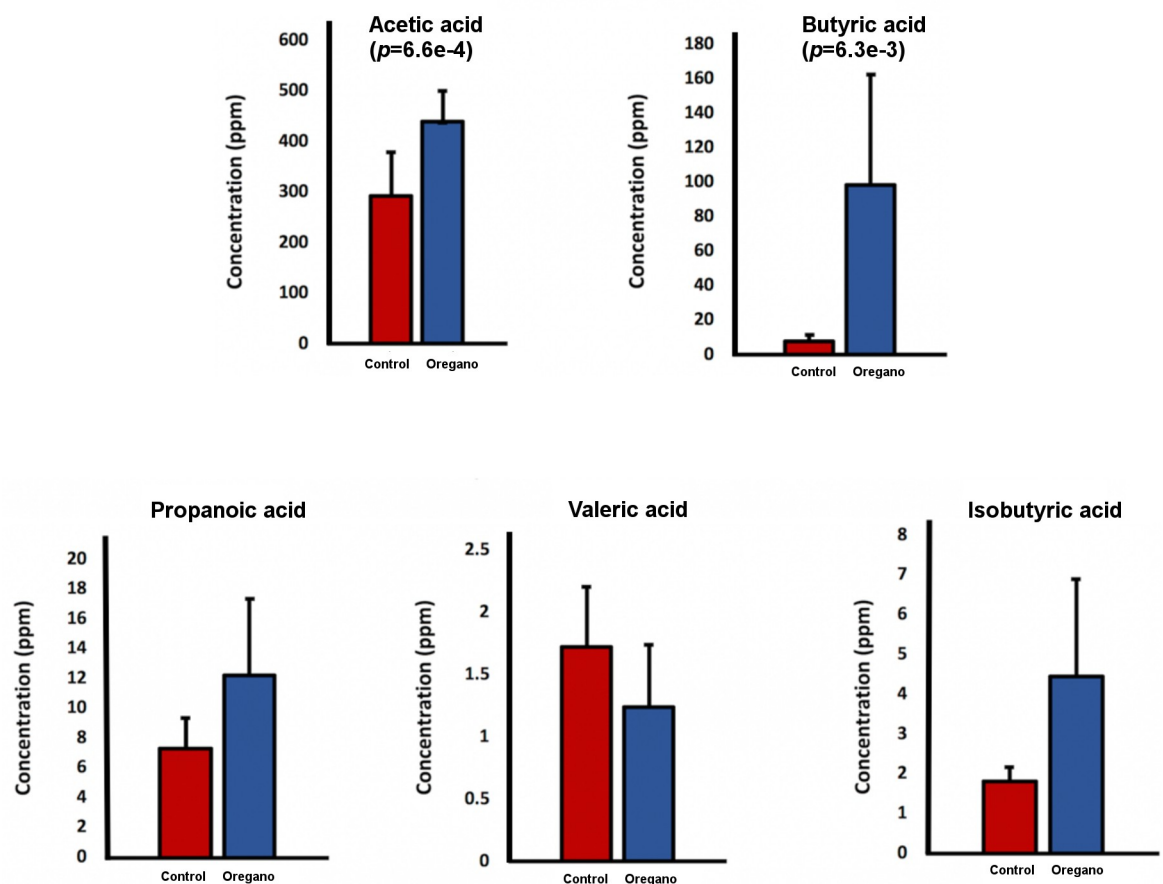 Acetic acid
(p=6.6e-4)
600
500
400
300
200
100
0
Concentration (ppm)
Control Oregano
Butyric acid
(p=6.3e-3)
180
160
140
120
100
80
60
40
20
0
Concentration (ppm)
Control Oregano
Propanoic acid
20
18
16
14
12
10
8
6
4
2
0
Concentration (ppm)
Control Oregano
Valeric acid
2.5
2
1.5
1
0.5
0
Concentration (ppm)
Control Oregano
Isobutyric acid
8
7
6
5
4
3
2
1
0
Concentration (ppm)
Control Oregano